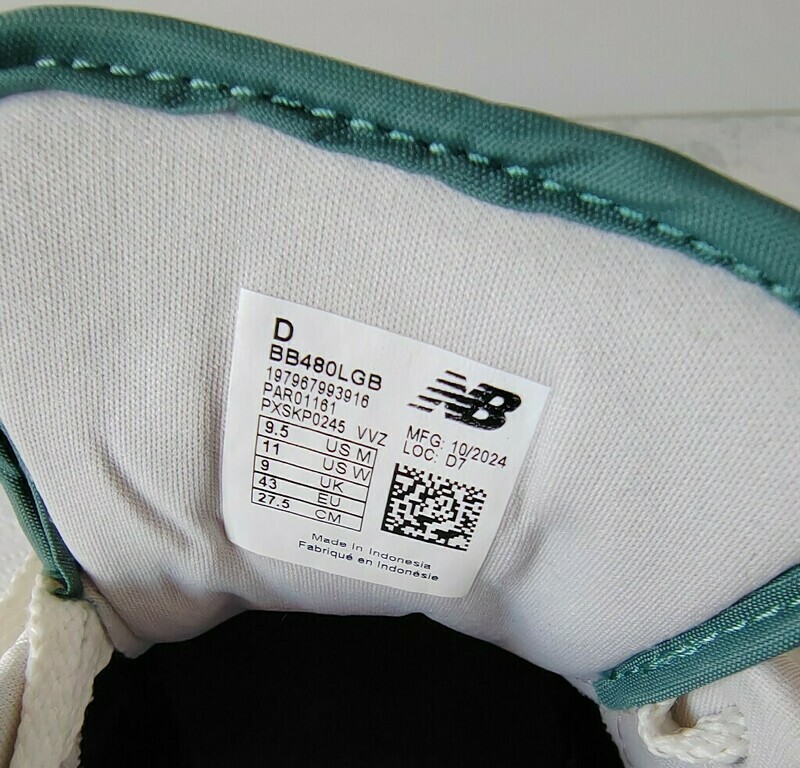 D
BB480LGB
197967993916
PAR01161
PXSKP0245 VVZ
9.5 US M
11 US W
9 UK
43 EU
27.5 CM
NB
MFG: 10/2024
LOC: D7
Made in Indonesia
Fabriqué en Indonésie